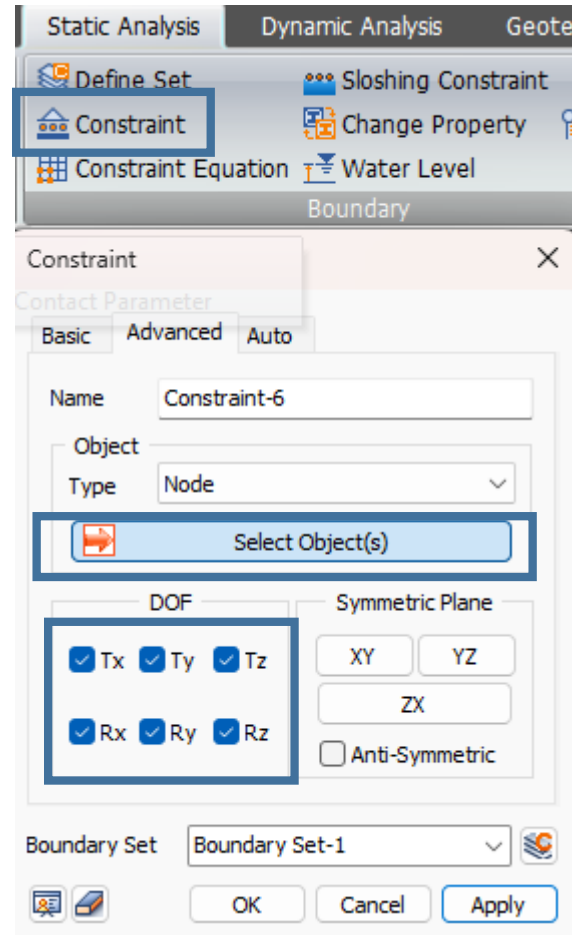 Static Analysis Dynamic Analysis Geote
Define Set Sloshing Constraint
Constraint Change Property
Constraint Equation Water Level
Boundary
Constraint
Contact Parameter
Basic Advanced Auto
Name Constraint-6
Object
Type Node
Select Object(s)
DOF Symmetric Plane
Tx Ty Tz XY YZ
ZX
Rx Ry Rz
Anti-Symmetric
Boundary Set Boundary Set-1
OK Cancel Apply